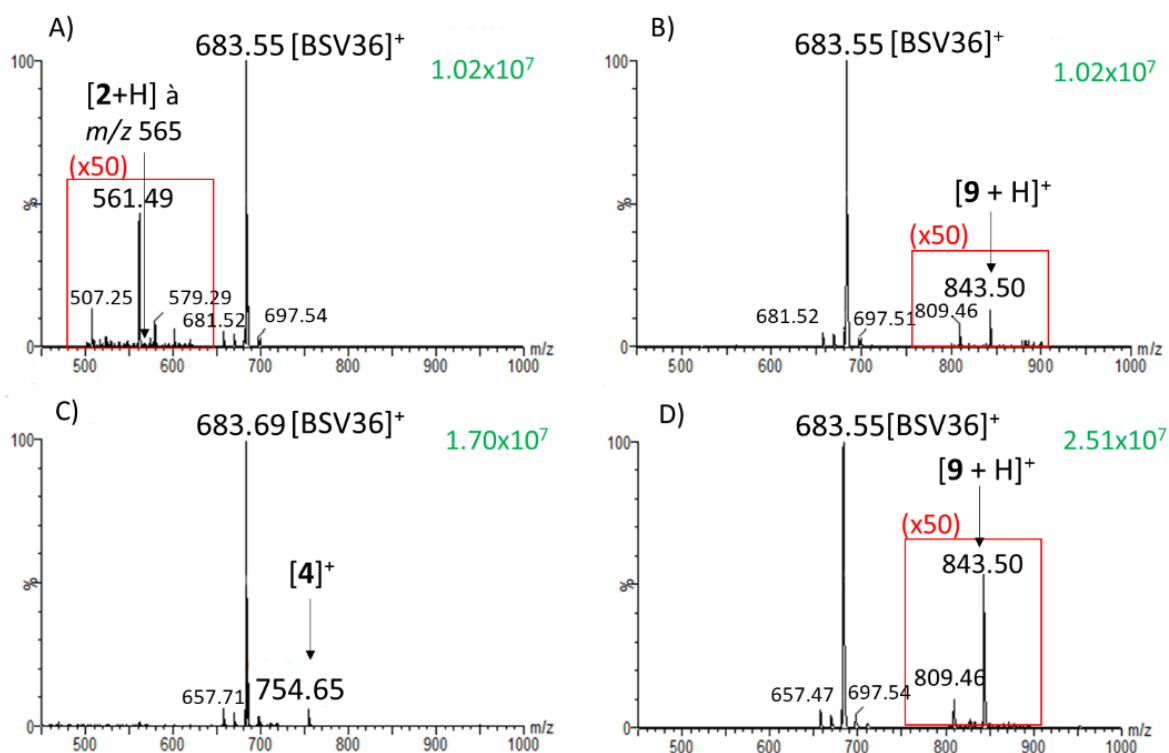 A)
683.55 [BSV36]+
1.02x10⁷
100
[2+H] à
m/z 565
(x50)
561.49
%
507.25
579.29
681.52
697.54
0
500 600 700 800 900 1000 m/z
B)
683.55 [BSV36]+
1.02x10⁷
100
[9 + H]+
(x50)
843.50
%
681.52
697.51
809.46
0
500 600 700 800 900 1000 m/z
C)
683.69 [BSV36]+
1.70x10⁷
100
[4]+
%
657.71
754.65
0
500 600 700 800 900 1000 m/z
D)
683.55[BSV36]+
2.51x10⁷
100
[9 + H]+
(x50)
843.50
%
657.47
697.54
809.46
0
500 600 700 800 900 1000 m/z